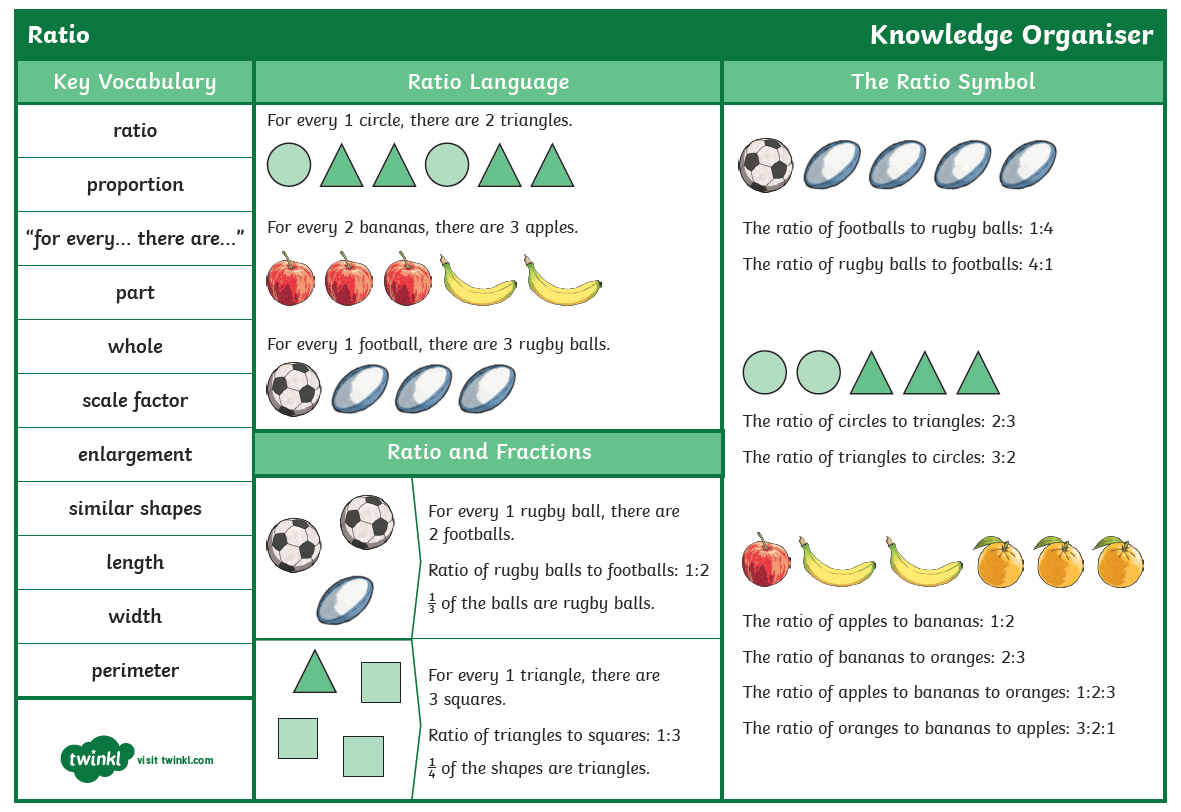 Ratio
Knowledge Organiser
Key Vocabulary
ratio
proportion
“for every... there are...”
part
whole
scale factor
enlargement
similar shapes
length
width
perimeter
twinkl
visit twinkl.com
Ratio Language
For every 1 circle, there are 2 triangles.
For every 2 bananas, there are 3 apples.
For every 1 football, there are 3 rugby balls.
Ratio and Fractions
For every 1 rugby ball, there are
2 footballs.
Ratio of rugby balls to footballs: 1:2
1/3 of the balls are rugby balls.
For every 1 triangle, there are
3 squares.
Ratio of triangles to squares: 1:3
1/4 of the shapes are triangles.
The Ratio Symbol
The ratio of footballs to rugby balls: 1:4
The ratio of rugby balls to footballs: 4:1
The ratio of circles to triangles: 2:3
The ratio of triangles to circles: 3:2
The ratio of apples to bananas: 1:2
The ratio of bananas to oranges: 2:3
The ratio of apples to bananas to oranges: 1:2:3
The ratio of oranges to bananas to apples: 3:2:1